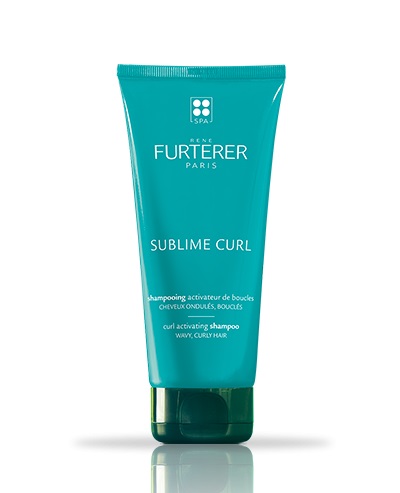 SPA
RENE
FURTERER
PARIS
SUBLIME CURL
shampooing activateur de boucles
CHEVEUX ONDULÉS, BOUCLÉS
curl activating shampoo
WAVY, CURLY HAIR